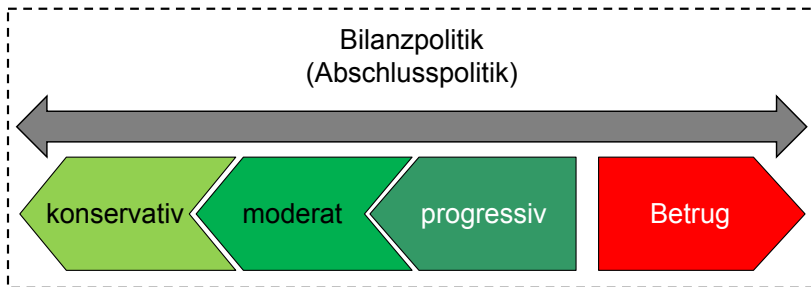 Bilanzpolitik
(Abschlusspolitik)
konservativ moderat progressiv Betrug